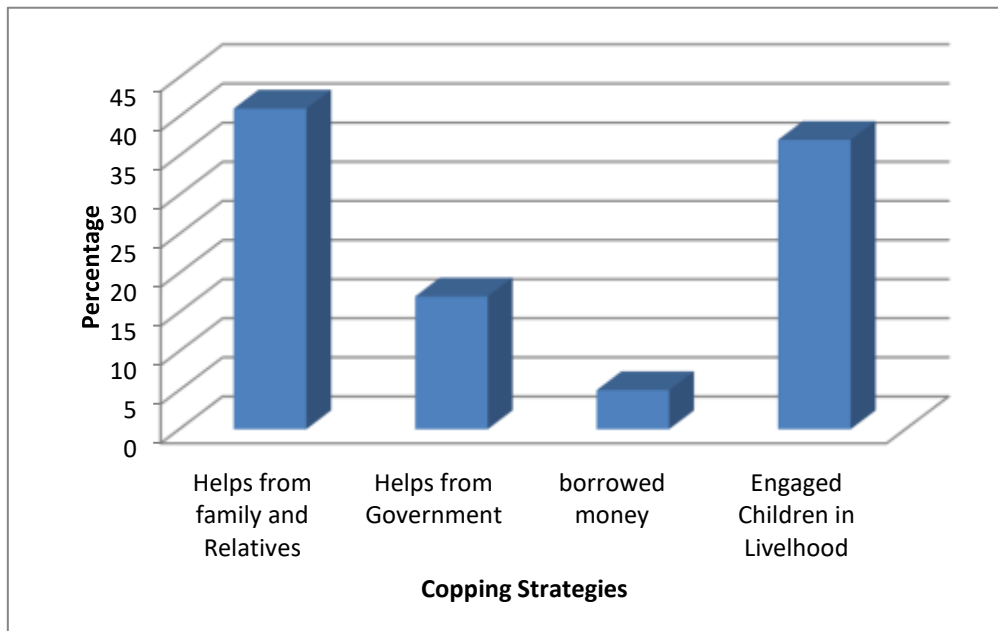 45
40
35
30
25
20
15
10
5
0
Percentage
Helps from
family and
Relatives
Helps from
Government
borrowed
money
Engaged
Children in
Livelhood
Copping Strategies